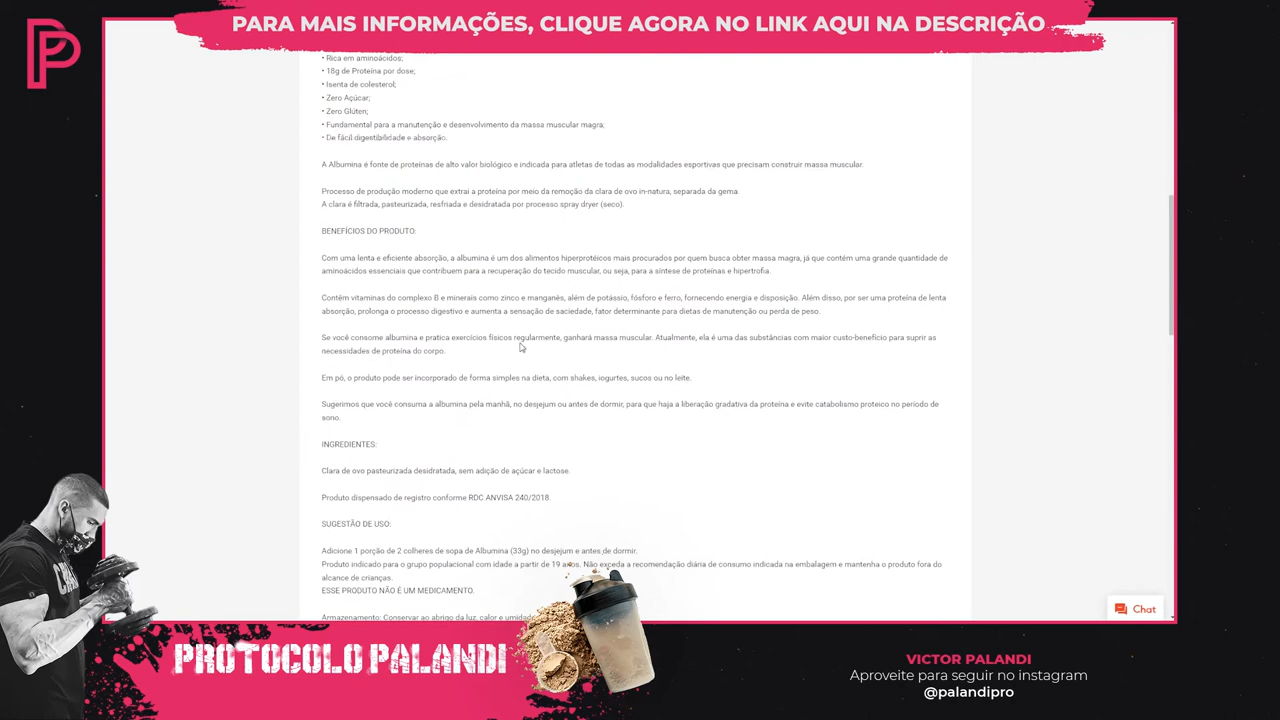 PARA MAIS INFORMAÇÕES, CLIQUE AGORA NO LINK AQUI NA DESCRIÇÃO
• Rica em aminoácidos;
• 18g de Proteína por dose;
• Isenta de colesterol;
• Zero Açúcar;
• Zero Glúten;
• Fundamental para a manutenção e desenvolvimento da massa muscular magra;
• De fácil digestibilidade e absorção.
A Albumina é fonte de proteínas de alto valor biológico e indicada para atletas de todas as modalidades esportivas que precisam construir massa muscular.
Processo de produção moderno que extrai a proteína por meio da remoção da clara de ovo in-natura, separada da gema.
A clara é filtrada, pasteurizada, resfriada e desidratada por processo spray dryer (seco).
BENEFÍCIOS DO PRODUTO:
Com uma lenta e eficiente absorção, a albumina é um dos alimentos hiperprotéicos mais procurados por quem busca obter massa magra, já que contém uma grande quantidade de
aminoácidos essenciais que contribuem para a recuperação do tecido muscular, ou seja, para a síntese de proteínas e hipertrofia.
Contêm vitaminas do complexo B e minerais como zinco e manganês, além de potássio, fósforo e ferro, fornecendo energia e disposição. Além disso, por ser uma proteína de lenta
absorção, prolonga o processo digestivo e aumenta a sensação de saciedade, fator determinante para dietas de manutenção ou perda de peso.
Se você consome albumina e pratica exercícios físicos regularmente, ganhará massa muscular. Atualmente, ela é uma das substâncias com maior custo-benefício para suprir as
necessidades de proteína do corpo.
Em pó, o produto pode ser incorporado de forma simples na dieta, com shakes, iogurtes, sucos ou no leite.
Sugerimos que você consuma a albumina pela manhã, no desjejum ou antes de dormir, para que haja a liberação gradativa da proteína e evite catabolismo proteico no período de
sono.
INGREDIENTES:
Clara de ovo pasteurizada desidratada, sem adição de açúcar e lactose.
Produto dispensado de registro conforme RDC ANVISA 240/2018.
SUGESTÃO DE USO:
Adicione 1 porção de 2 colheres de sopa de Albumina (33g) no desjejum e antes de dormir.
Produto indicado para o grupo populacional com idade a partir de 19 anos. Não exceda a recomendação diária de consumo indicada na embalagem e mantenha o produto fora do
alcance de crianças.
ESSE PRODUTO NÃO É UM MEDICAMENTO.
Armazenamento: Conservar ao abrigo da luz, calor e umidade
Chat
PROTOCOLO PALANDI
VICTOR PALANDI
Aproveite para seguir no instagram
@palandipro